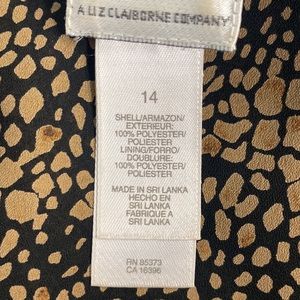 A LIZ CLAIBORNE COMPANY
14
SHELL/ARMAZON/
EXTERIEUR:
100% POLYESTER/
POLIESTER
LINING/FORRO/
DOUBLURE:
100% POLYESTER/
POLIESTER
MADE IN SRI LANKA
HECHO EN
SRI LANKA
FABRIQUE A
SRI LANKA
RN 85373
CA 16396